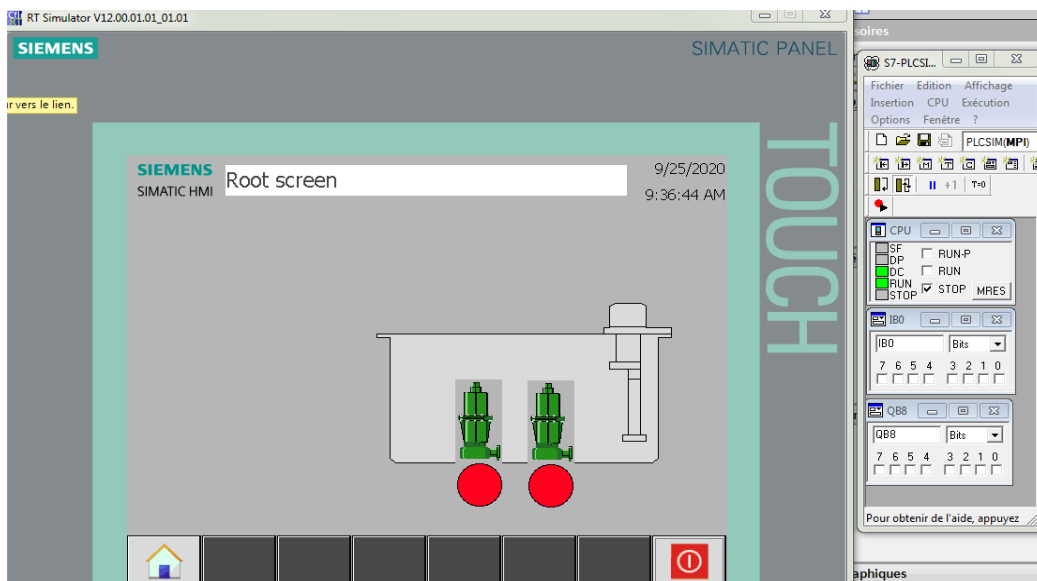 RT Simulator V12.00.01.01_01.01
SIEMENS
SIMATIC PANEL
ur vers le lien.
TOUCH
SIEMENS
SIMATIC HMI
Root screen
9/25/2020
9:36:44 AM
soires
S7-PLCSI...
Fichier Edition Affichage
Insertion CPU Exécution
Options Fenêtre ?
PLCSIM(MPI)
+1 T=0
CPU
SF
DP
DC
RUN
STOP
RUN-P
RUN
STOP
MRES
IB0
IB0 Bits
7 6 5 4 3 2 1 0
QB8
QB8 Bits
7 6 5 4 3 2 1 0
Pour obtenir de l'aide, appuyez
aphiques